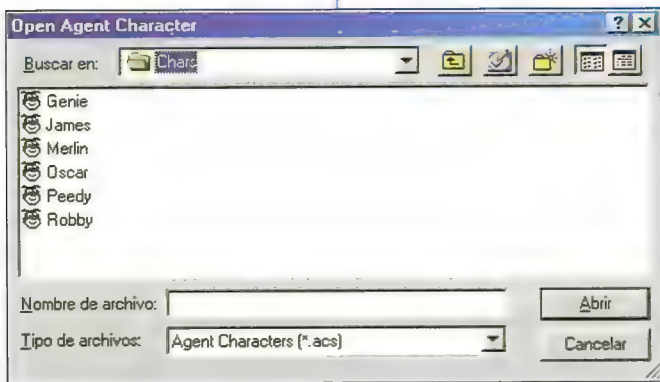 Open Agent Character
Buscar en: Chars
Genie
James
Merlin
Oscar
Peedy
Robby
Nombre de archivo:
Abrir
Tipo de archivos: Agent Characters (*.acs)
Cancelar